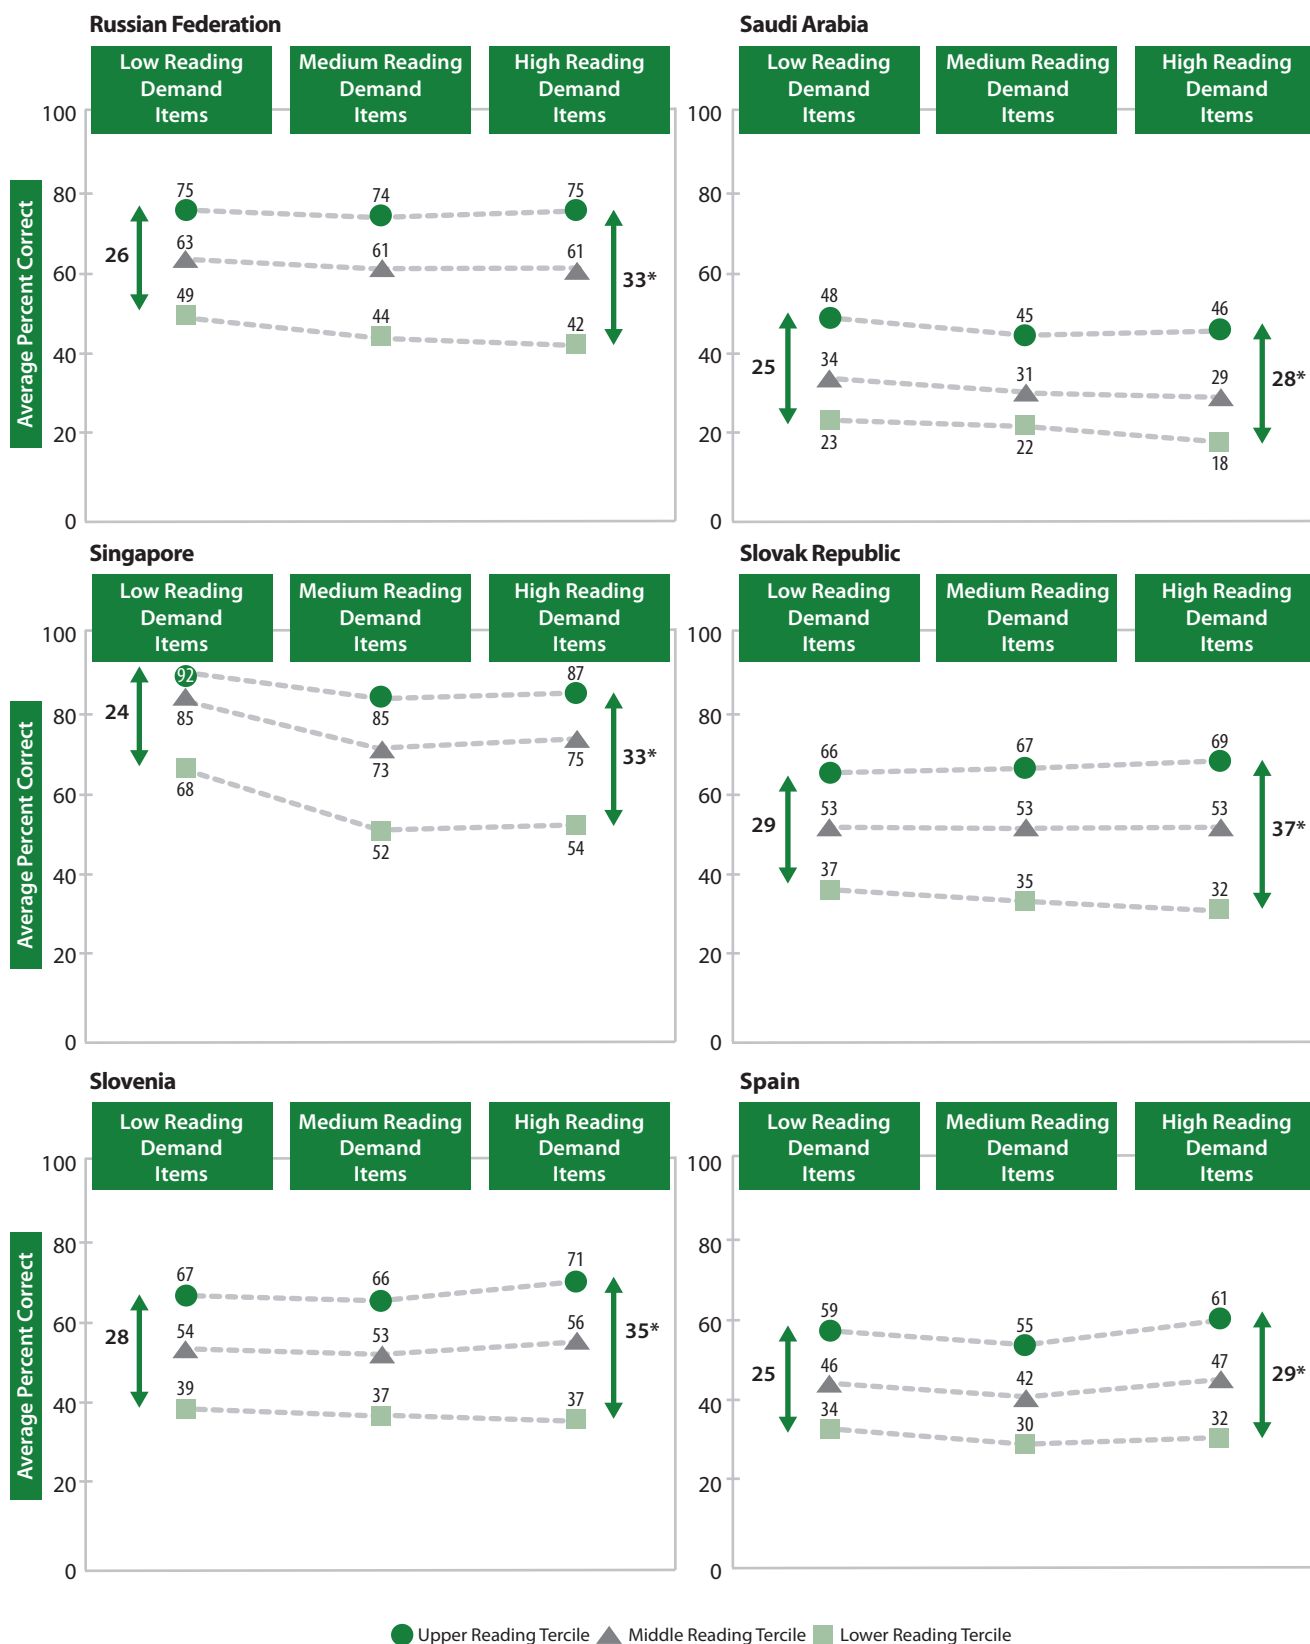 Russian Federation
Low Reading
Demand
Items
Medium Reading
Demand
Items
High Reading
Demand
Items
Average Percent Correct
100
80
60
40
20
0
75
74
75
63
61
61
49
44
42
26
33*
Saudi Arabia
Low Reading
Demand
Items
Medium Reading
Demand
Items
High Reading
Demand
Items
100
80
60
40
20
0
48
45
46
34
31
29
23
22
18
25
28*
Singapore
Low Reading
Demand
Items
Medium Reading
Demand
Items
High Reading
Demand
Items
Average Percent Correct
100
80
60
40
20
0
92
85
87
85
73
75
68
52
54
24
33*
Slovak Republic
Low Reading
Demand
Items
Medium Reading
Demand
Items
High Reading
Demand
Items
100
80
60
40
20
0
66
67
69
53
53
53
37
35
32
29
37*
Slovenia
Low Reading
Demand
Items
Medium Reading
Demand
Items
High Reading
Demand
Items
Average Percent Correct
100
80
60
40
20
0
67
66
71
54
53
56
39
37
37
28
35*
Spain
Low Reading
Demand
Items
Medium Reading
Demand
Items
High Reading
Demand
Items
100
80
60
40
20
0
59
55
61
46
42
47
34
30
32
25
29*
Upper Reading Tercile Middle Reading Tercile Lower Reading Tercile